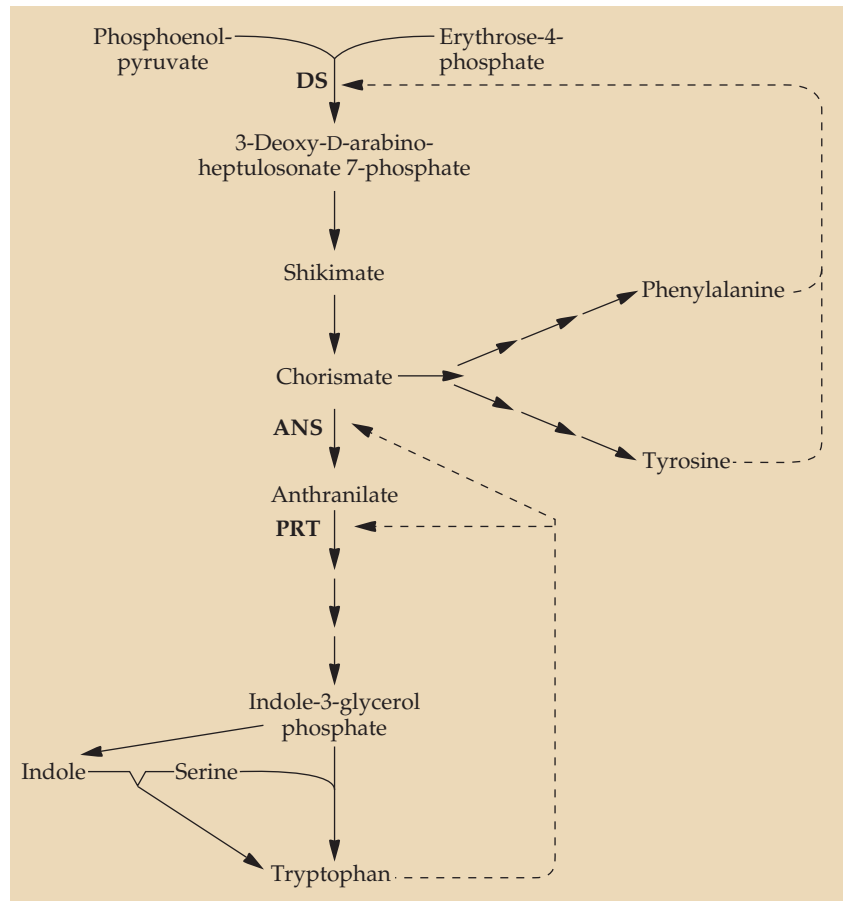 Phosphoenol-
pyruvate
Erythrose-4-
phosphate
DS
3-Deoxy-D-arabino-
heptulosonate 7-phosphate
Shikimate
Phenylalanine
Chorismate
ANS
Tyrosine
Anthranilate
PRT
Indole-3-glycerol
phosphate
Indole
Serine
Tryptophan